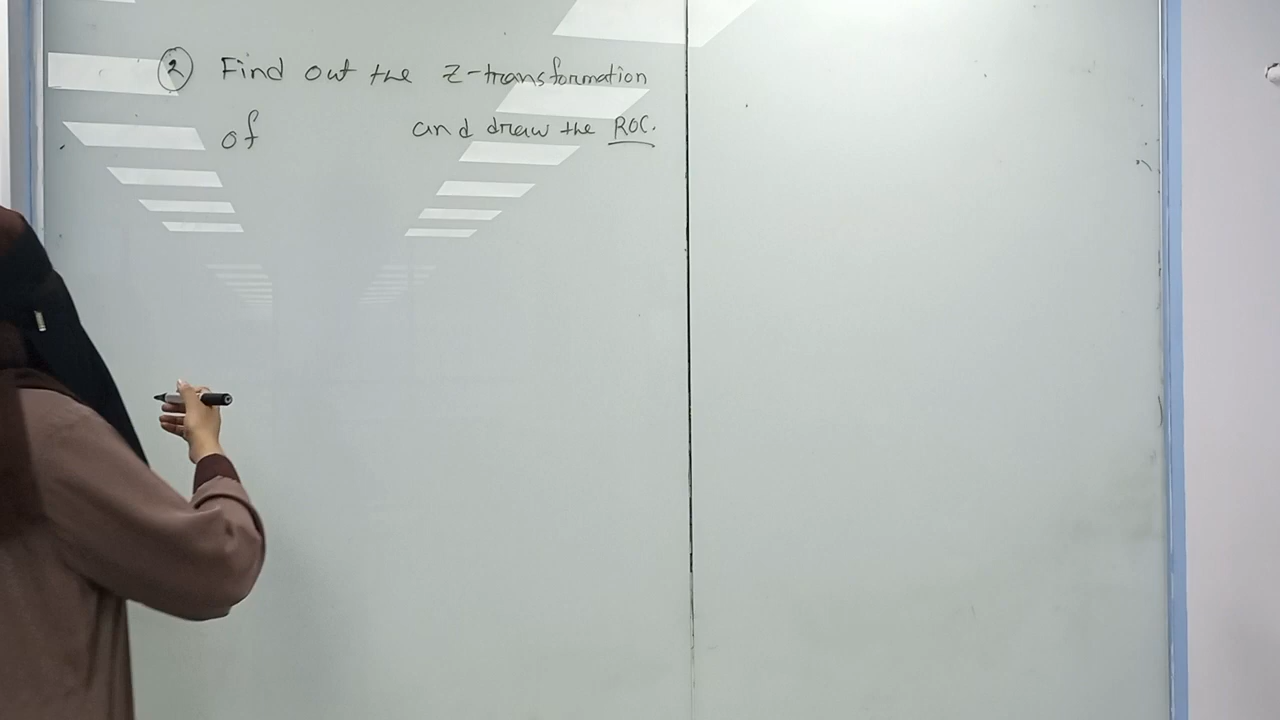 ② Find out the Z-transformation
of and draw the ROC.